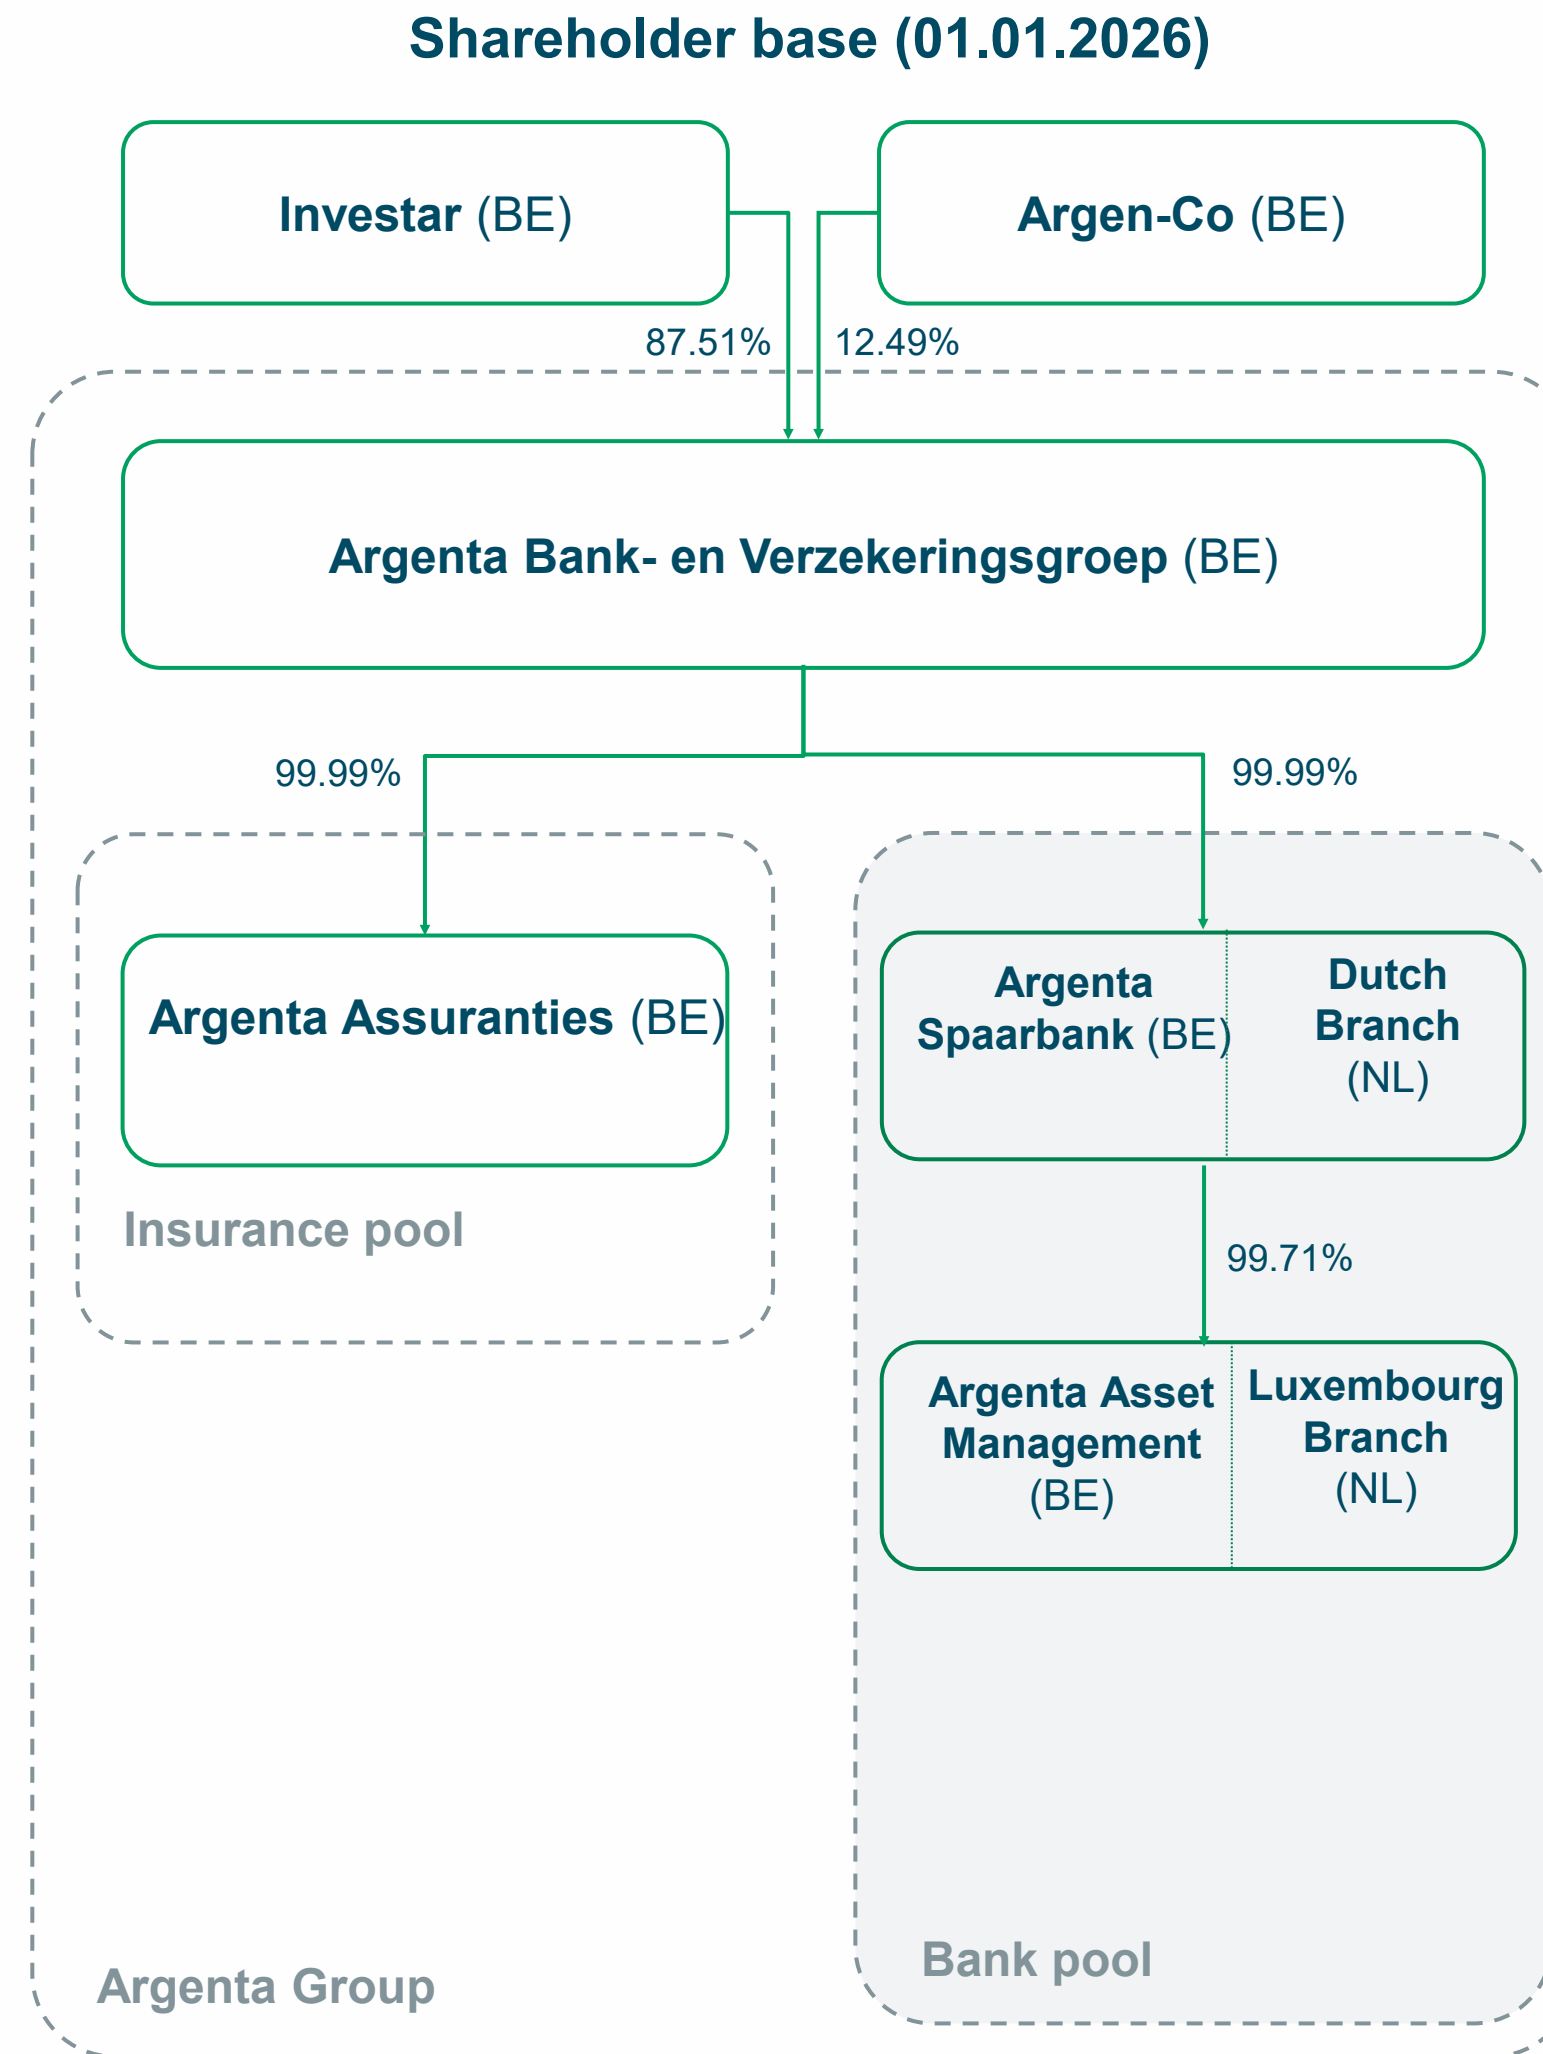 Shareholder base (01.01.2026)
Investar (BE)
Argen-Co (BE)
87.51%
12.49%
Argenta Bank- en Verzekeringsgroep (BE)
99.99%
99.99%
Argenta Assuranties (BE)
Insurance pool
Argenta
Spaarbank (BE)
Dutch
Branch
(NL)
99.71%
Argenta Asset
Management
(BE)
Luxembourg
Branch
(NL)
Bank pool
Argenta Group